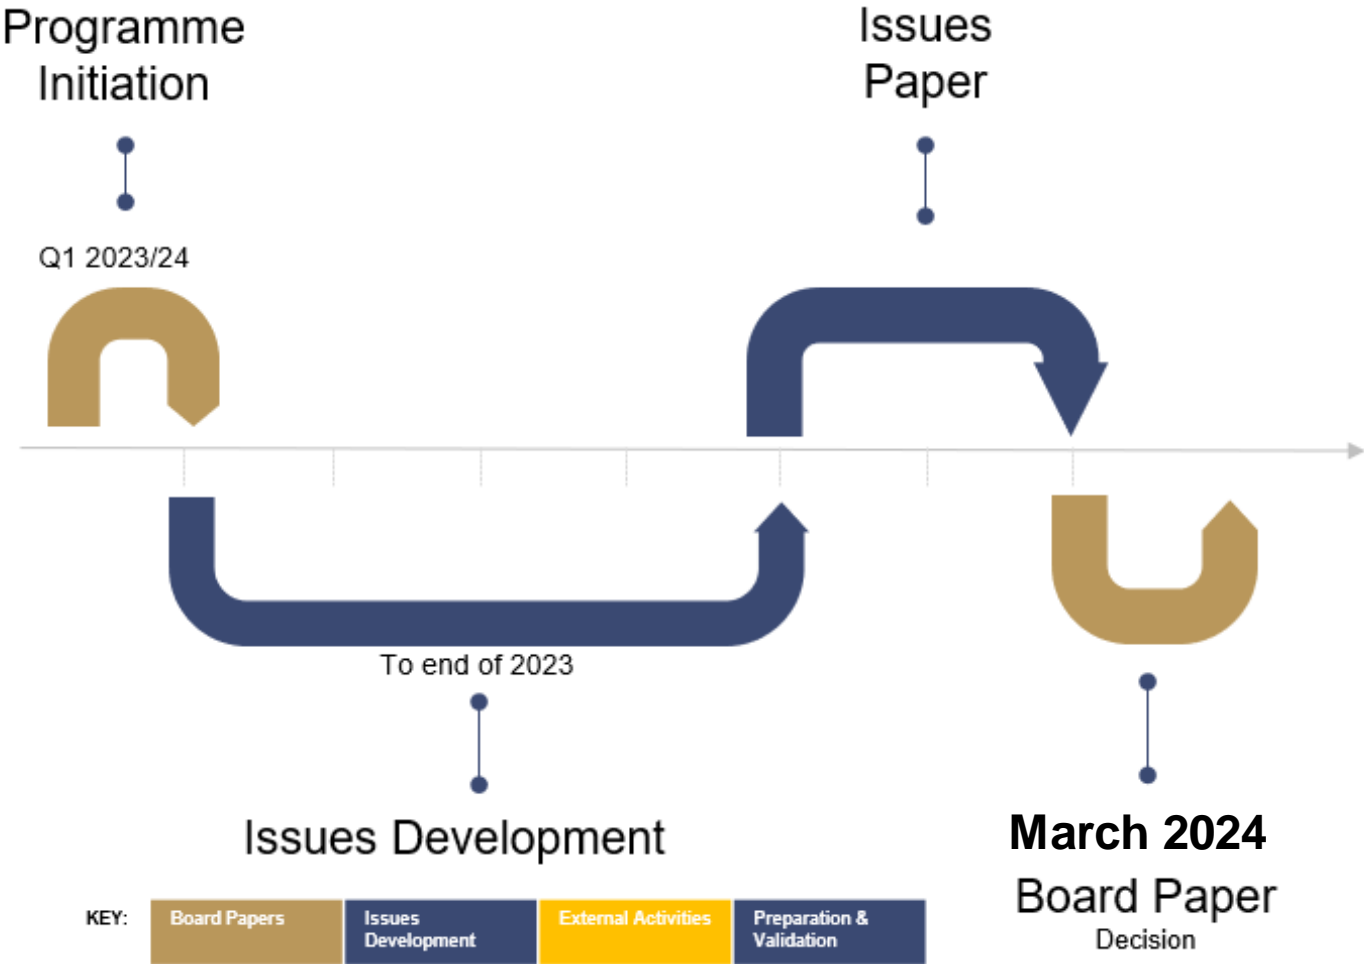 Programme
Initiation
Issues
Paper
Q1 2023/24
To end of 2023
Issues Development
March 2024
Board Paper
Decision
KEY:
Board Papers
Issues
Development
External Activities
Preparation &
Validation